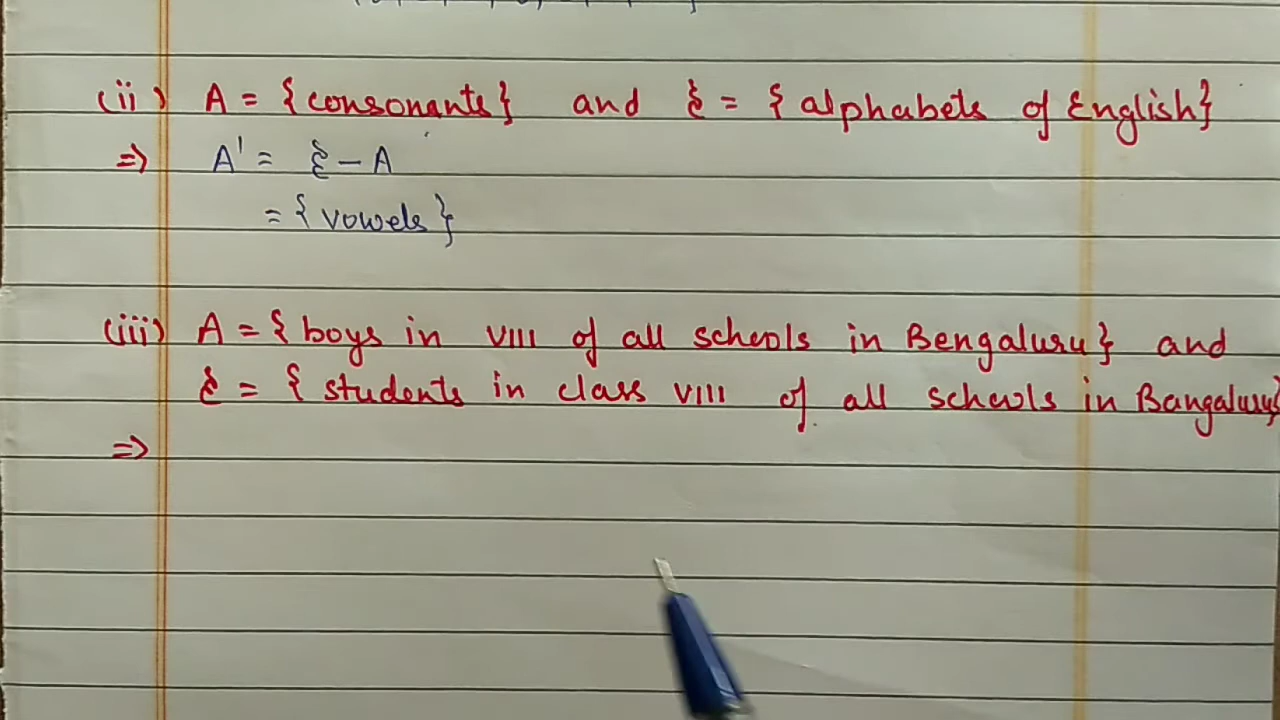 (ii) A = {consonants} and ξ = {alphabets of English}
=> A' = ξ - A
= {vowels}
(iii) A = {boys in VIII of all schools in Bengaluru} and
ξ = {students in class VIII of all schools in Bangaluru}
=>